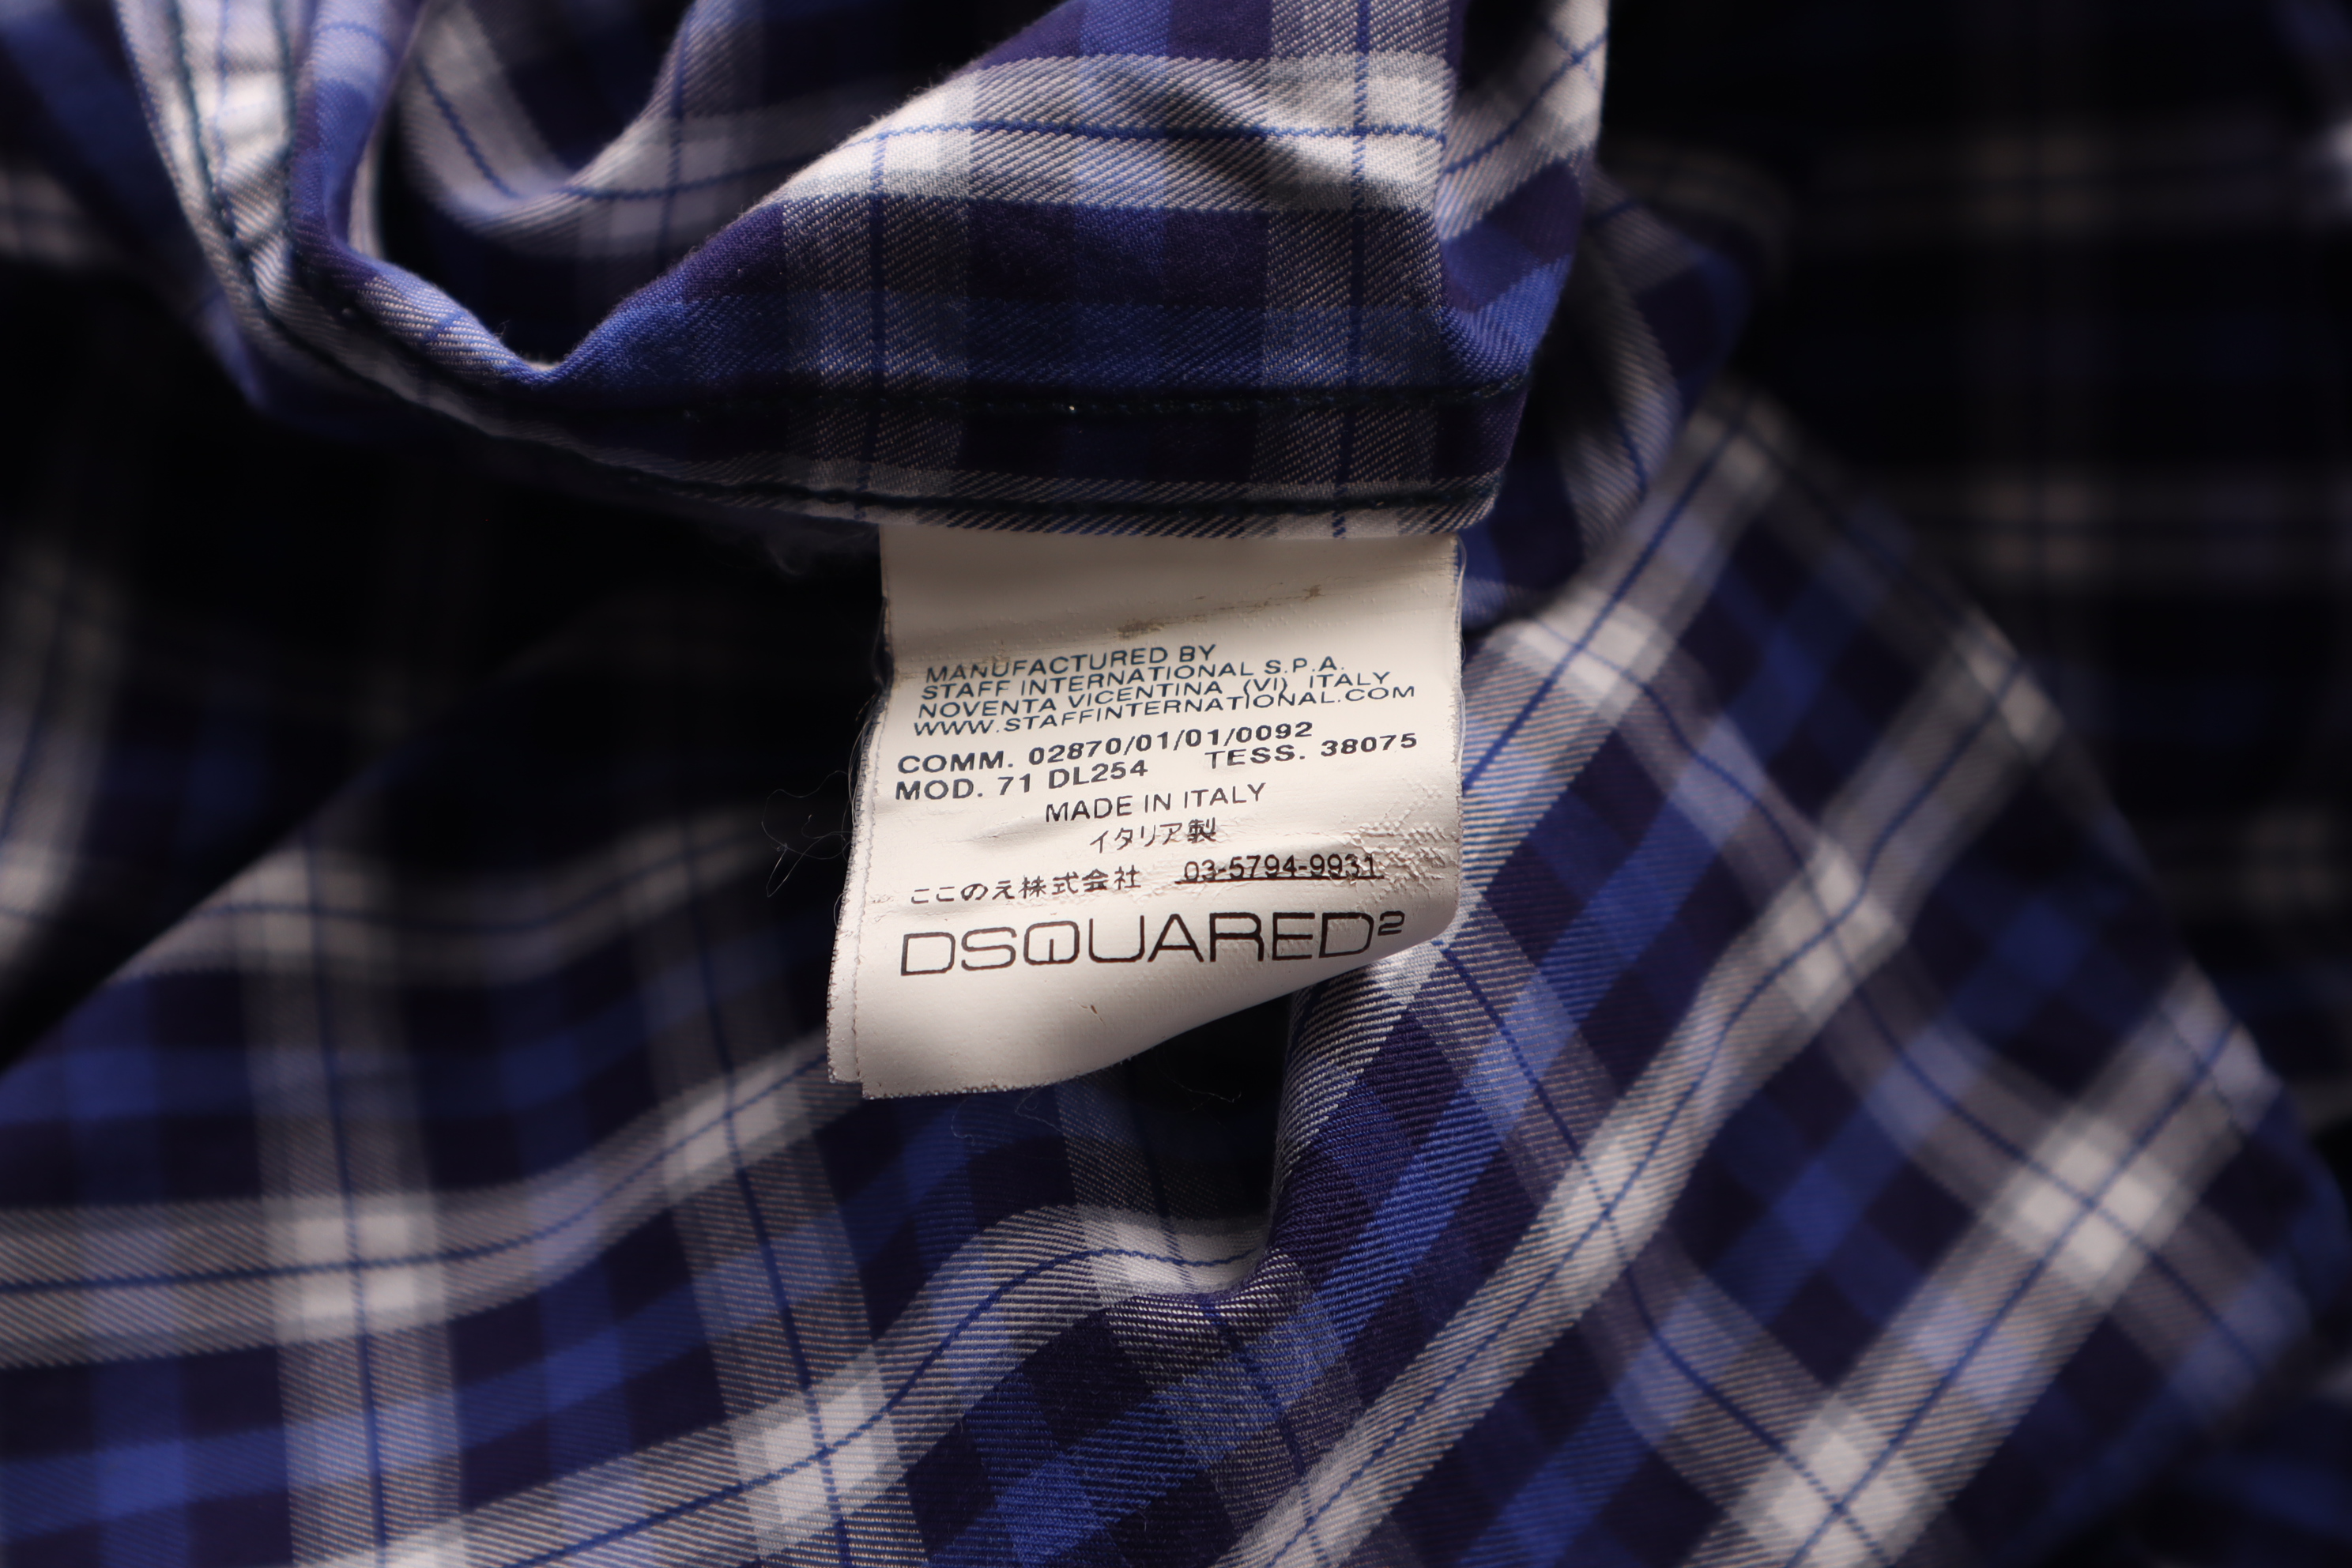 MANUFACTURED BY
STAFF INTERNATIONAL S.P.A.
NOVENTA VICENTINA (VI) ITALY
WWW.STAFFINTERNATIONAL.COM
COMM. 02870/01/01/0092
MOD. 71 DL254 TESS. 38075
MADE IN ITALY
イタリア製
ここのえ株式会社 03-5794-9931
DSQUARED²